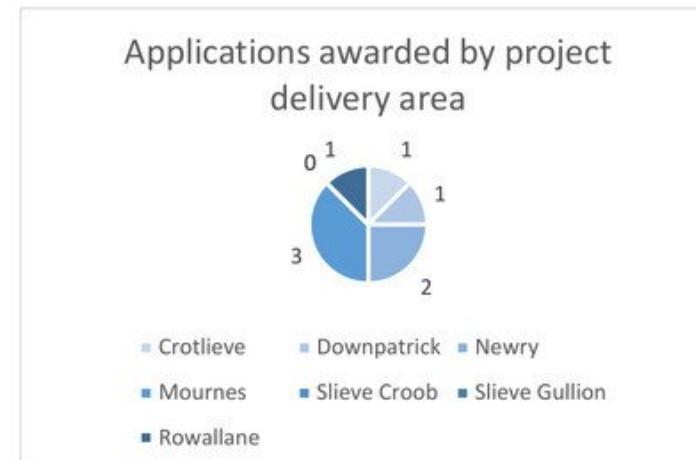 Applications awarded by project
delivery area
0 1 1
1
3
2
Crotlieve Downpatrick Newry
Mournes Slieve Croob Slieve Gullion
Rowallane